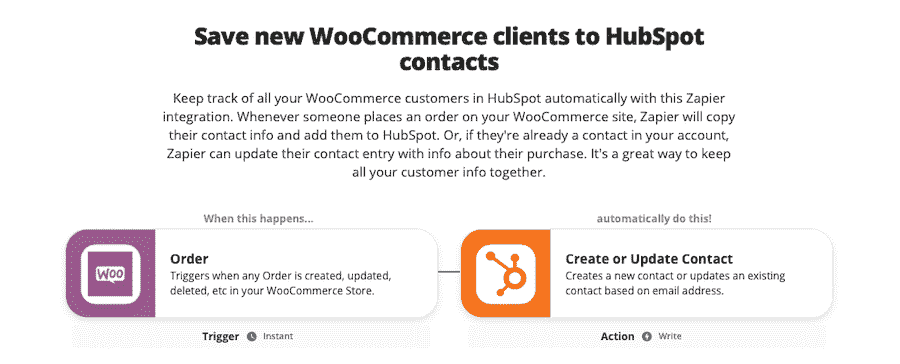 Save new WooCommerce clients to HubSpot
contacts
Keep track of all your WooCommerce customers in HubSpot automatically with this Zapier
integration. Whenever someone places an order on your WooCommerce site, Zapier will copy
their contact info and add them to HubSpot. Or, if they're already a contact in your account,
Zapier can update their contact entry with info about their purchase. It's a great way to keep
all your customer info together.
When this happens...
automatically do this!
WOO
Order
Triggers when any Order is created, updated,
deleted, etc in your WooCommerce Store.
Create or Update Contact
Creates a new contact or updates an existing
contact based on email address.
Trigger Instant
Action Write